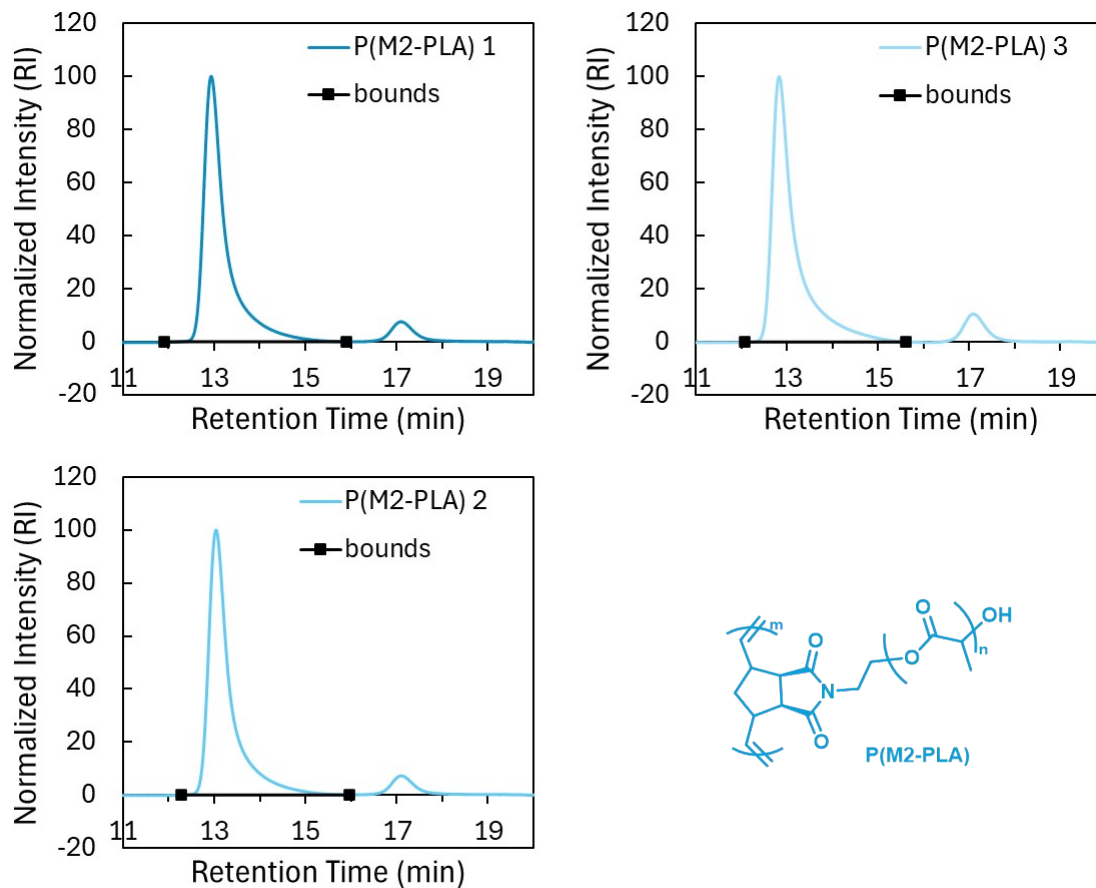 Normalized Intensity (RI)
120
100
80
60
40
20
0
-20
P(M2-PLA) 1
bounds
11 13 15 17 19
Retention Time (min)
Normalized Intensity (RI)
120
100
80
60
40
20
0
-20
P(M2-PLA) 3
bounds
11 13 15 17 19
Retention Time (min)
Normalized Intensity (RI)
120
100
80
60
40
20
0
-20
P(M2-PLA) 2
bounds
11 13 15 17 19
Retention Time (min)
m
O
N
O
O
O
n
OH
P(M2-PLA)